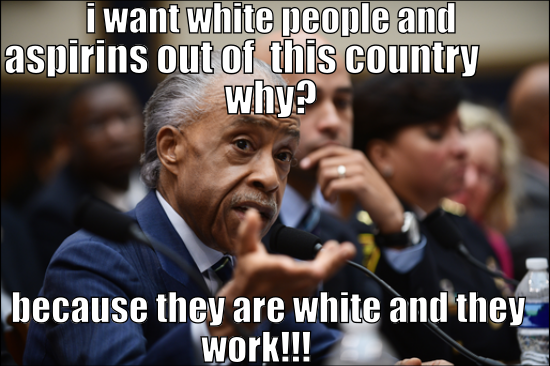 i want white people and
aspirins out of  this country
why?
because they are white and they
work!!!